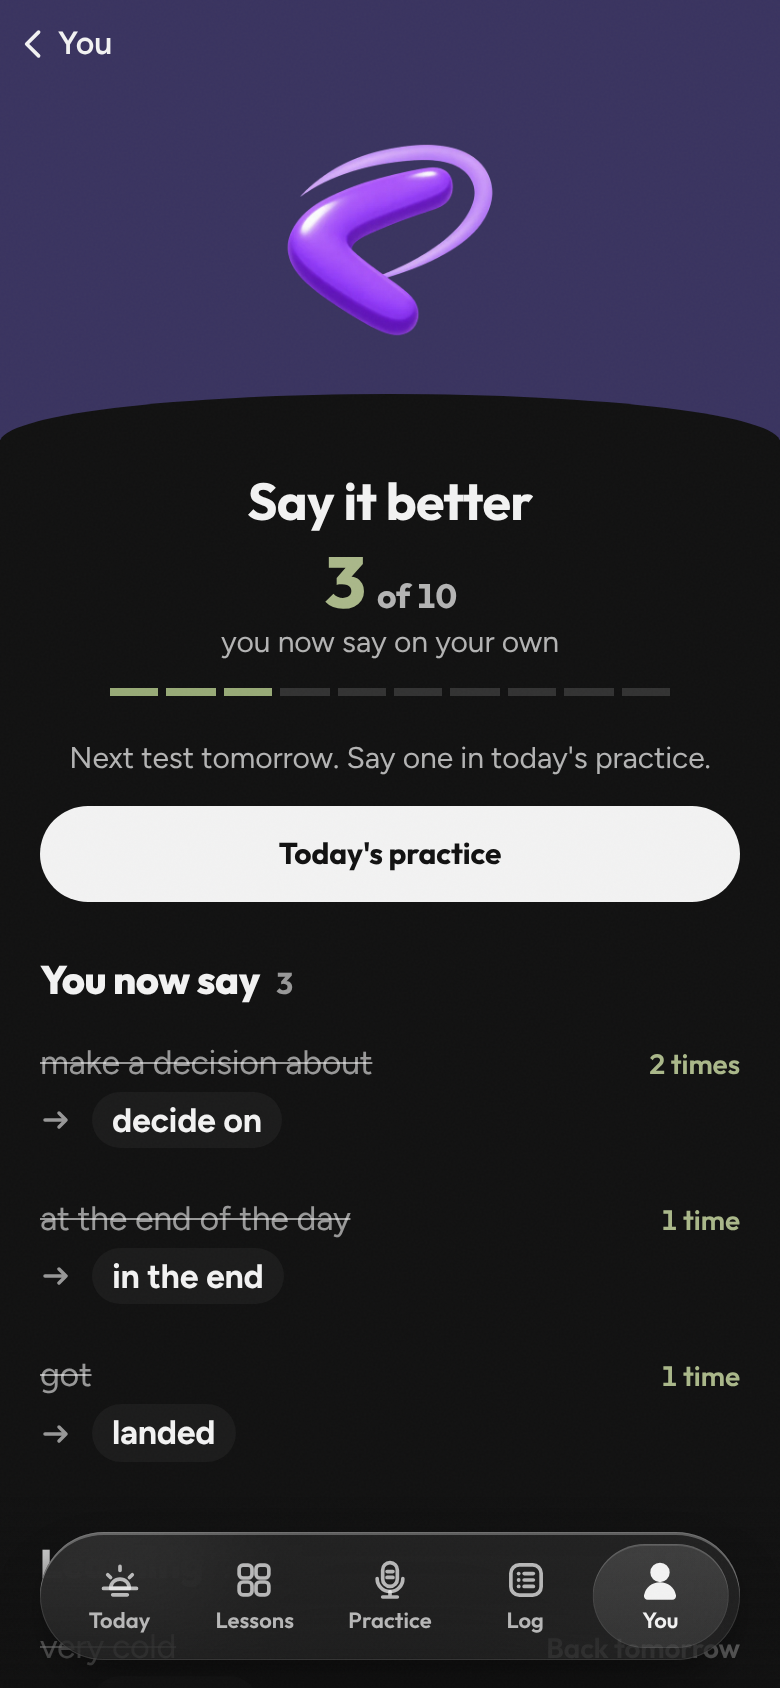 You
Say it better
3 of 10
you now say on your own
Next test tomorrow. Say one in today's practice.
Today's practice
You now say 3
make a decision about 2 times
→ decide on
at the end of the day 1 time
→ in the end
got 1 time
→ landed
Today Lessons Practice Log You
very cold Back tomorrow